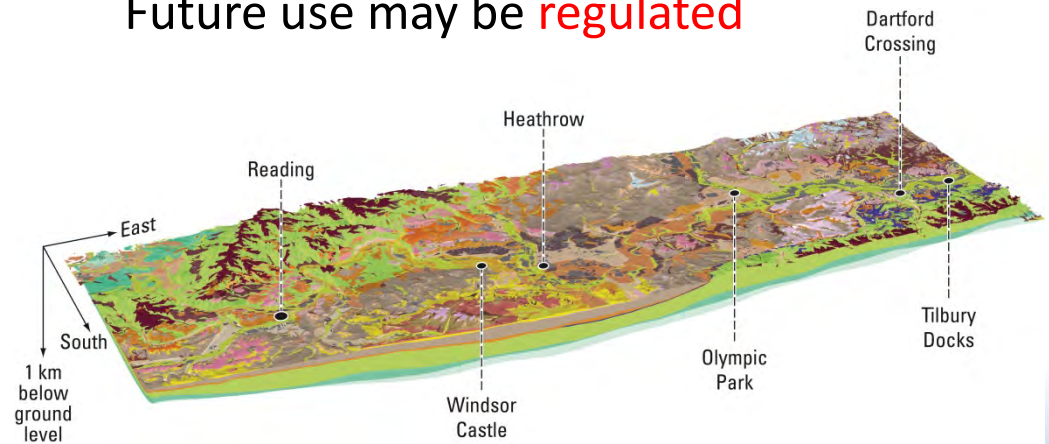 Future use may be regulated
Dartford
Crossing
Heathrow
Reading
East
South
1 km
below
ground
level
Windsor
Castle
Olympic
Park
Tilbury
Docks